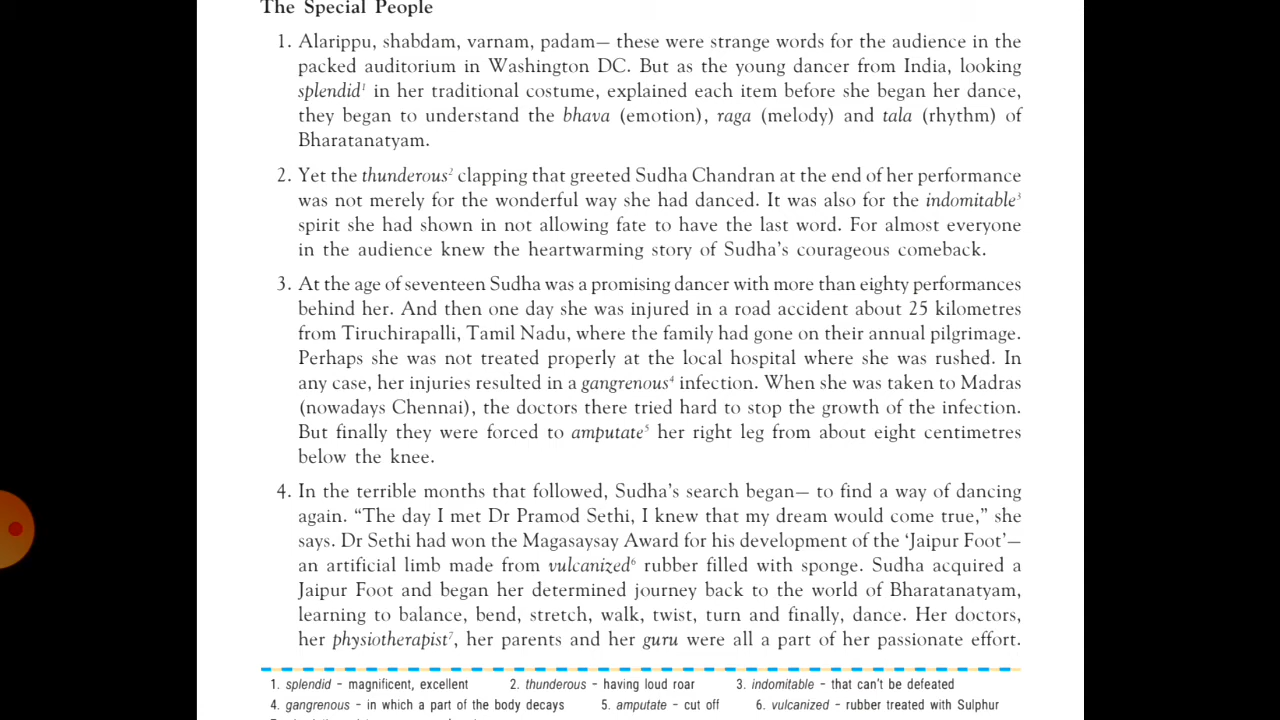 The Special People
1. Alarippu, shabdam, varnam, padam— these were strange words for the audience in the
packed auditorium in Washington DC. But as the young dancer from India, looking
splendid¹ in her traditional costume, explained each item before she began her dance,
they began to understand the bhava (emotion), raga (melody) and tala (rhythm) of
Bharatanatyam.
2. Yet the thunderous² clapping that greeted Sudha Chandran at the end of her performance
was not merely for the wonderful way she had danced. It was also for the indomitable³
spirit she had shown in not allowing fate to have the last word. For almost everyone
in the audience knew the heartwarming story of Sudha's courageous comeback.
3. At the age of seventeen Sudha was a promising dancer with more than eighty performances
behind her. And then one day she was injured in a road accident about 25 kilometres
from Tiruchirapalli, Tamil Nadu, where the family had gone on their annual pilgrimage.
Perhaps she was not treated properly at the local hospital where she was rushed. In
any case, her injuries resulted in a gangrenous⁴ infection. When she was taken to Madras
(nowadays Chennai), the doctors there tried hard to stop the growth of the infection.
But finally they were forced to amputate⁵ her right leg from about eight centimetres
below the knee.
4. In the terrible months that followed, Sudha's search began— to find a way of dancing
again. "The day I met Dr Pramod Sethi, I knew that my dream would come true," she
says. Dr Sethi had won the Magasaysay Award for his development of the 'Jaipur Foot'—
an artificial limb made from vulcanized⁶ rubber filled with sponge. Sudha acquired a
Jaipur Foot and began her determined journey back to the world of Bharatanatyam,
learning to balance, bend, stretch, walk, twist, turn and finally, dance. Her doctors,
her physiotherapist⁷, her parents and her guru were all a part of her passionate effort.
1. splendid - magnificent, excellent 2. thunderous - having loud roar 3. indomitable - that can't be defeated
4. gangrenous - in which a part of the body decays 5. amputate - cut off 6. vulcanized - rubber treated with Sulphur